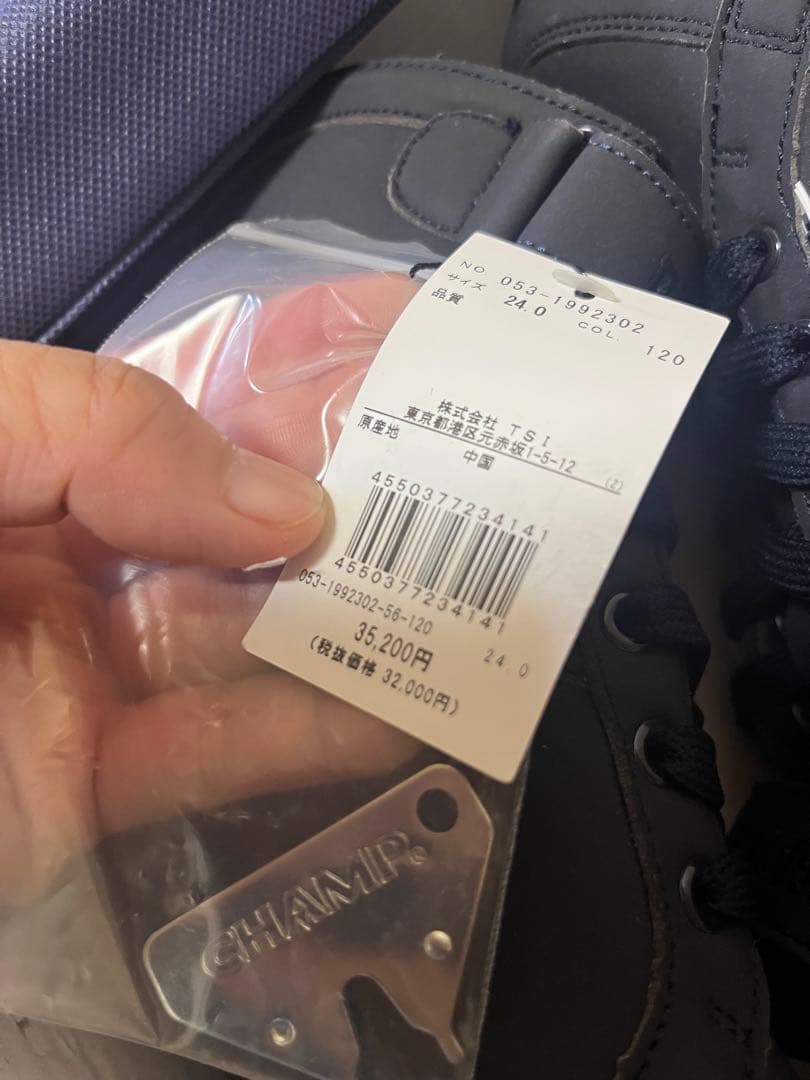 NO. 053-1992302
サイズ 24.0 COL. 120
品質
株式会社 TSI
東京都港区元赤坂1-5-12 (Z)
原産地 中国
4550377234141
4550377234141
053-1992302-56-120 24.0
35,200円
(税抜価格 32,000円)
CHAMP®